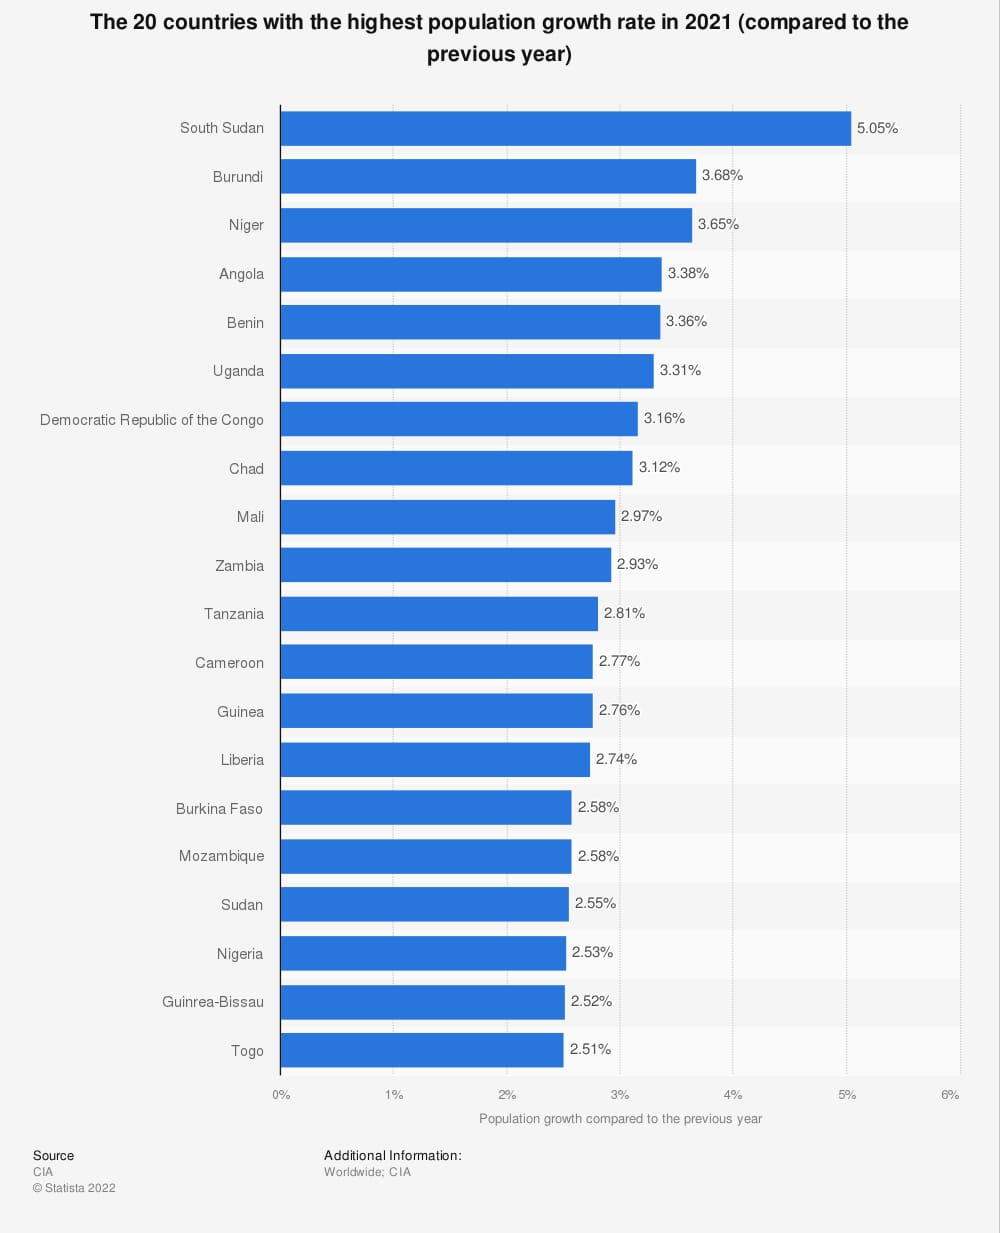 The 20 countries with the highest population growth rate in 2021 (compared to the
previous year)
South Sudan 5.05%
Burundi 3.68%
Niger 3.65%
Angola 3.38%
Benin 3.36%
Uganda 3.31%
Democratic Republic of the Congo 3.16%
Chad 3.12%
Mali 2.97%
Zambia 2.93%
Tanzania 2.81%
Cameroon 2.77%
Guinea 2.76%
Liberia 2.74%
Burkina Faso 2.58%
Mozambique 2.58%
Sudan 2.55%
Nigeria 2.53%
Guinrea-Bissau 2.52%
Togo 2.51%
0% 1% 2% 3% 4% 5% 6%
Population growth compared to the previous year
Source Additional Information:
CIA Worldwide; CIA
© Statista 2022